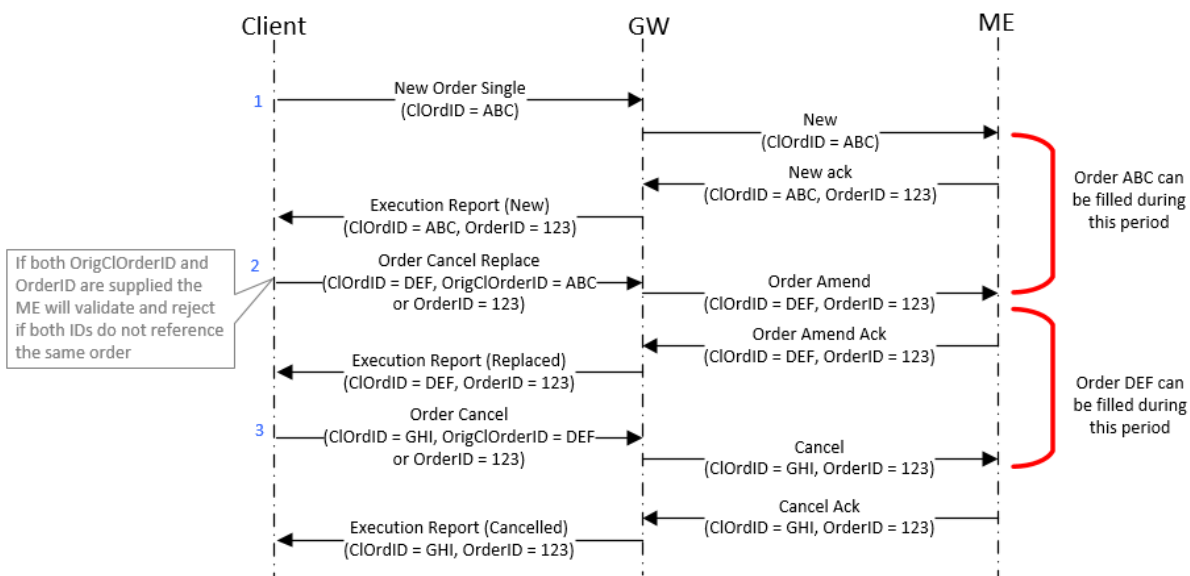 Client
GW
ME
1
New Order Single
(ClOrdID = ABC)
New
(ClOrdID = ABC)
New ack
(ClOrdID = ABC, OrderID = 123)
Order ABC can
be filled during
this period
Execution Report (New)
(ClOrdID = ABC, OrderID = 123)
If both OrigClOrderID and
OrderID are supplied the
ME will validate and reject
if both IDs do not reference
the same order
2
Order Cancel Replace
(ClOrdID = DEF, OrigClOrderID = ABC
or OrderID = 123)
Order Amend
(ClOrdID = DEF, OrderID = 123)
Order Amend Ack
(ClOrdID = DEF, OrderID = 123)
Execution Report (Replaced)
(ClOrdID = DEF, OrderID = 123)
Order DEF can
be filled during
this period
3
Order Cancel
(ClOrdID = GHI, OrigClOrderID = DEF
or OrderID = 123)
Cancel
(ClOrdID = GHI, OrderID = 123)
Cancel Ack
(ClOrdID = GHI, OrderID = 123)
Execution Report (Cancelled)
(ClOrdID = GHI, OrderID = 123)